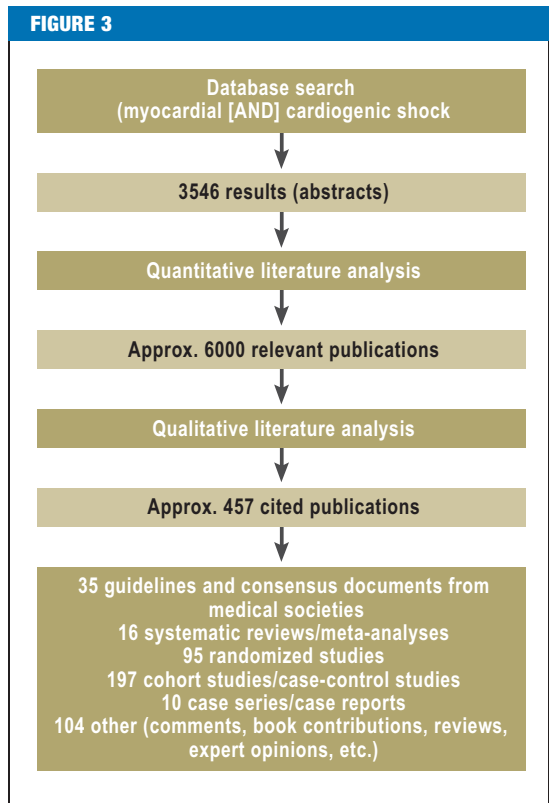 FIGURE 3
Database search
(myocardial [AND] cardiogenic shock
3546 results (abstracts)
Quantitative literature analysis
Approx. 6000 relevant publications
Qualitative literature analysis
Approx. 457 cited publications
35 guidelines and consensus documents from
medical societies
16 systematic reviews/meta-analyses
95 randomized studies
197 cohort studies/case-control studies
10 case series/case reports
104 other (comments, book contributions, reviews,
expert opinions, etc.)